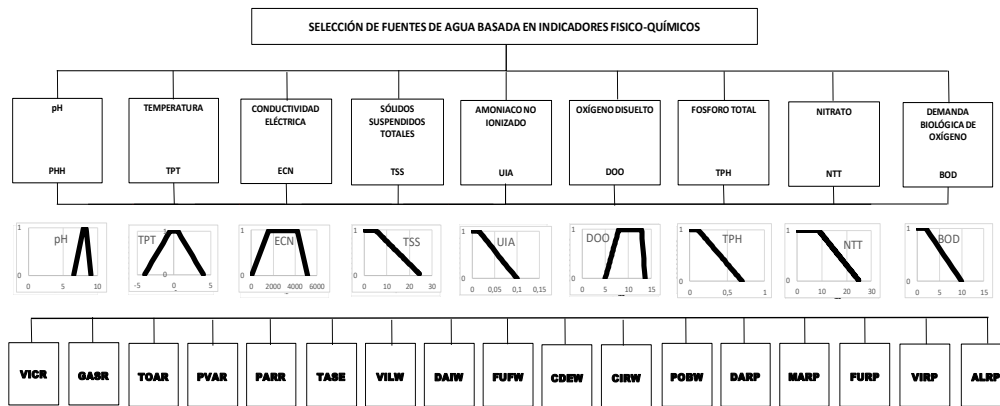 SELECCIÓN DE FUENTES DE AGUA BASADA EN INDICADORES FISICO-QUÍMICOS
pH
PHH
TEMPERATURA
TPT
CONDUCTIVIDAD
ELÉCTRICA
ECN
SÓLIDOS
SUSPENDIDOS
TOTALES
TSS
AMONIACO NO
IONIZADO
UIA
OXÍGENO DISUELTO
DOO
FOSFORO TOTAL
TPH
NITRATO
NTT
DEMANDA
BIOLÓGICA DE
OXÍGENO
BOD
pH
1
0
0 5 10
TPT
1
0
-5 0 5
ECN
1
0
0 2000 4000 6000
TSS
1
0
0 10 20 30
UIA
1
0
0 0,05 0,1 0,15
DOO
1
0
0 5 10 15
TPH
1
0
0 0,5 1
NTT
1
0
0 10 20 30
BOD
1
0
0 5 10 15
VICR
GASR
TOAR
PVAR
PARR
TASE
VILW
DAIW
FUFW
CDEW
CIRW
POBW
DARP
MARP
FURP
VIRP
ALRP